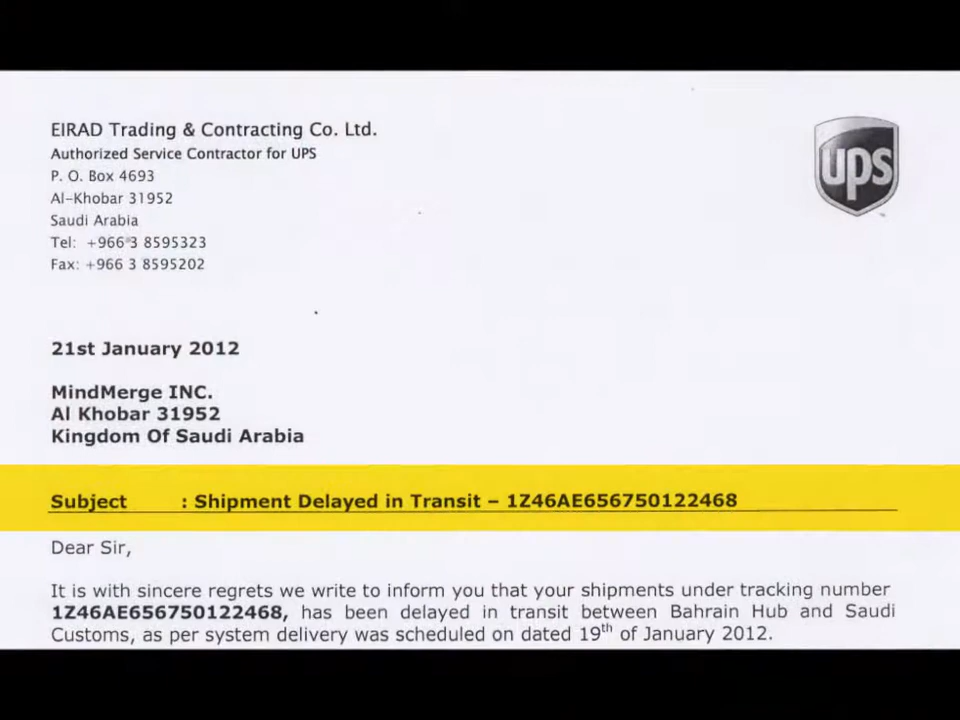 EIRAD Trading & Contracting Co. Ltd.
Authorized Service Contractor for UPS
P. O. Box 4693
Al-Khobar 31952
Saudi Arabia
Tel: +966 3 8595323
Fax: +966 3 8595202
ups
21st January 2012
MindMerge INC.
Al Khobar 31952
Kingdom Of Saudi Arabia
Subject : Shipment Delayed in Transit – 1Z46AE656750122468
Dear Sir,
It is with sincere regrets we write to inform you that your shipments under tracking number
1Z46AE656750122468, has been delayed in transit between Bahrain Hub and Saudi
Customs, as per system delivery was scheduled on dated 19th of January 2012.